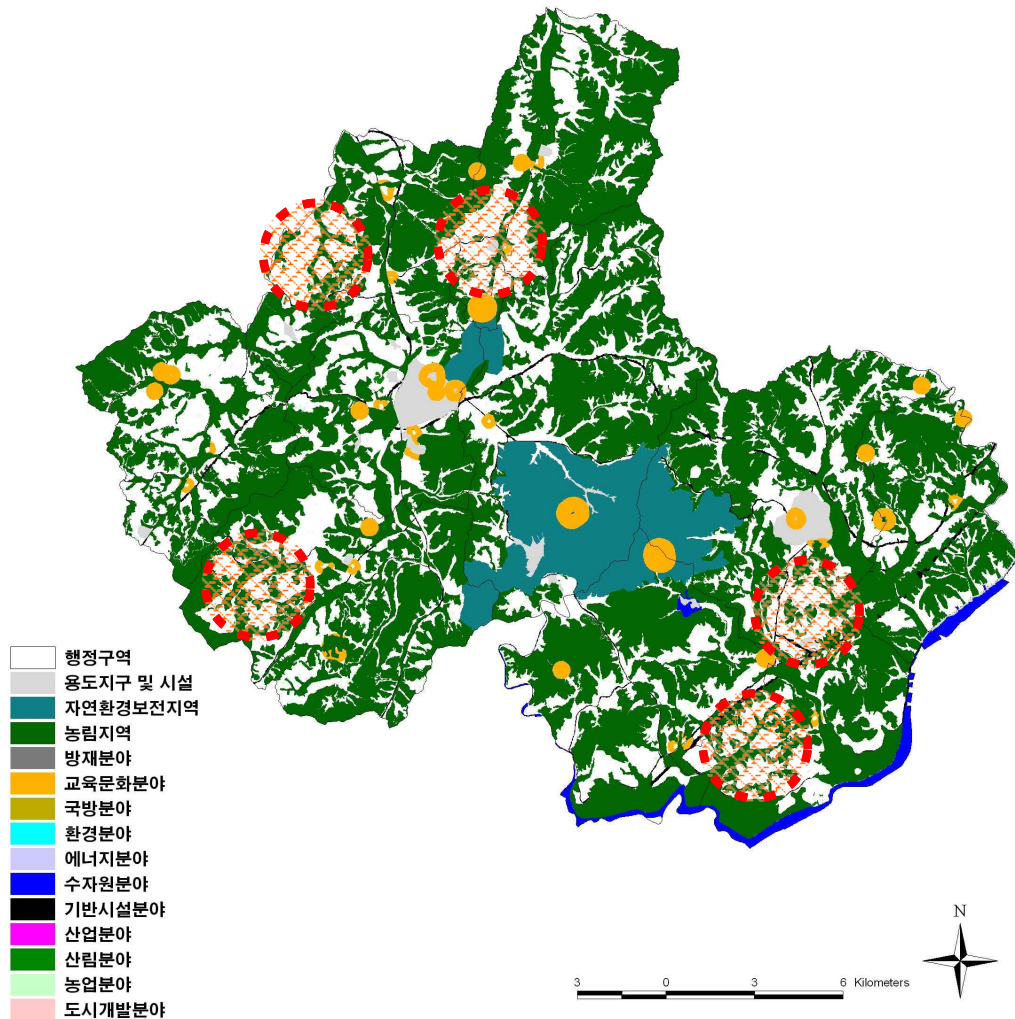 행정구역
용도지구 및 시설
자연환경보전지역
농림지역
방재분야
교육문화분야
국방분야
환경분야
에너지분야
수자원분야
기반시설분야
산업분야
산림분야
농업분야
도시개발분야
N
3 0 3 6 Kilometers